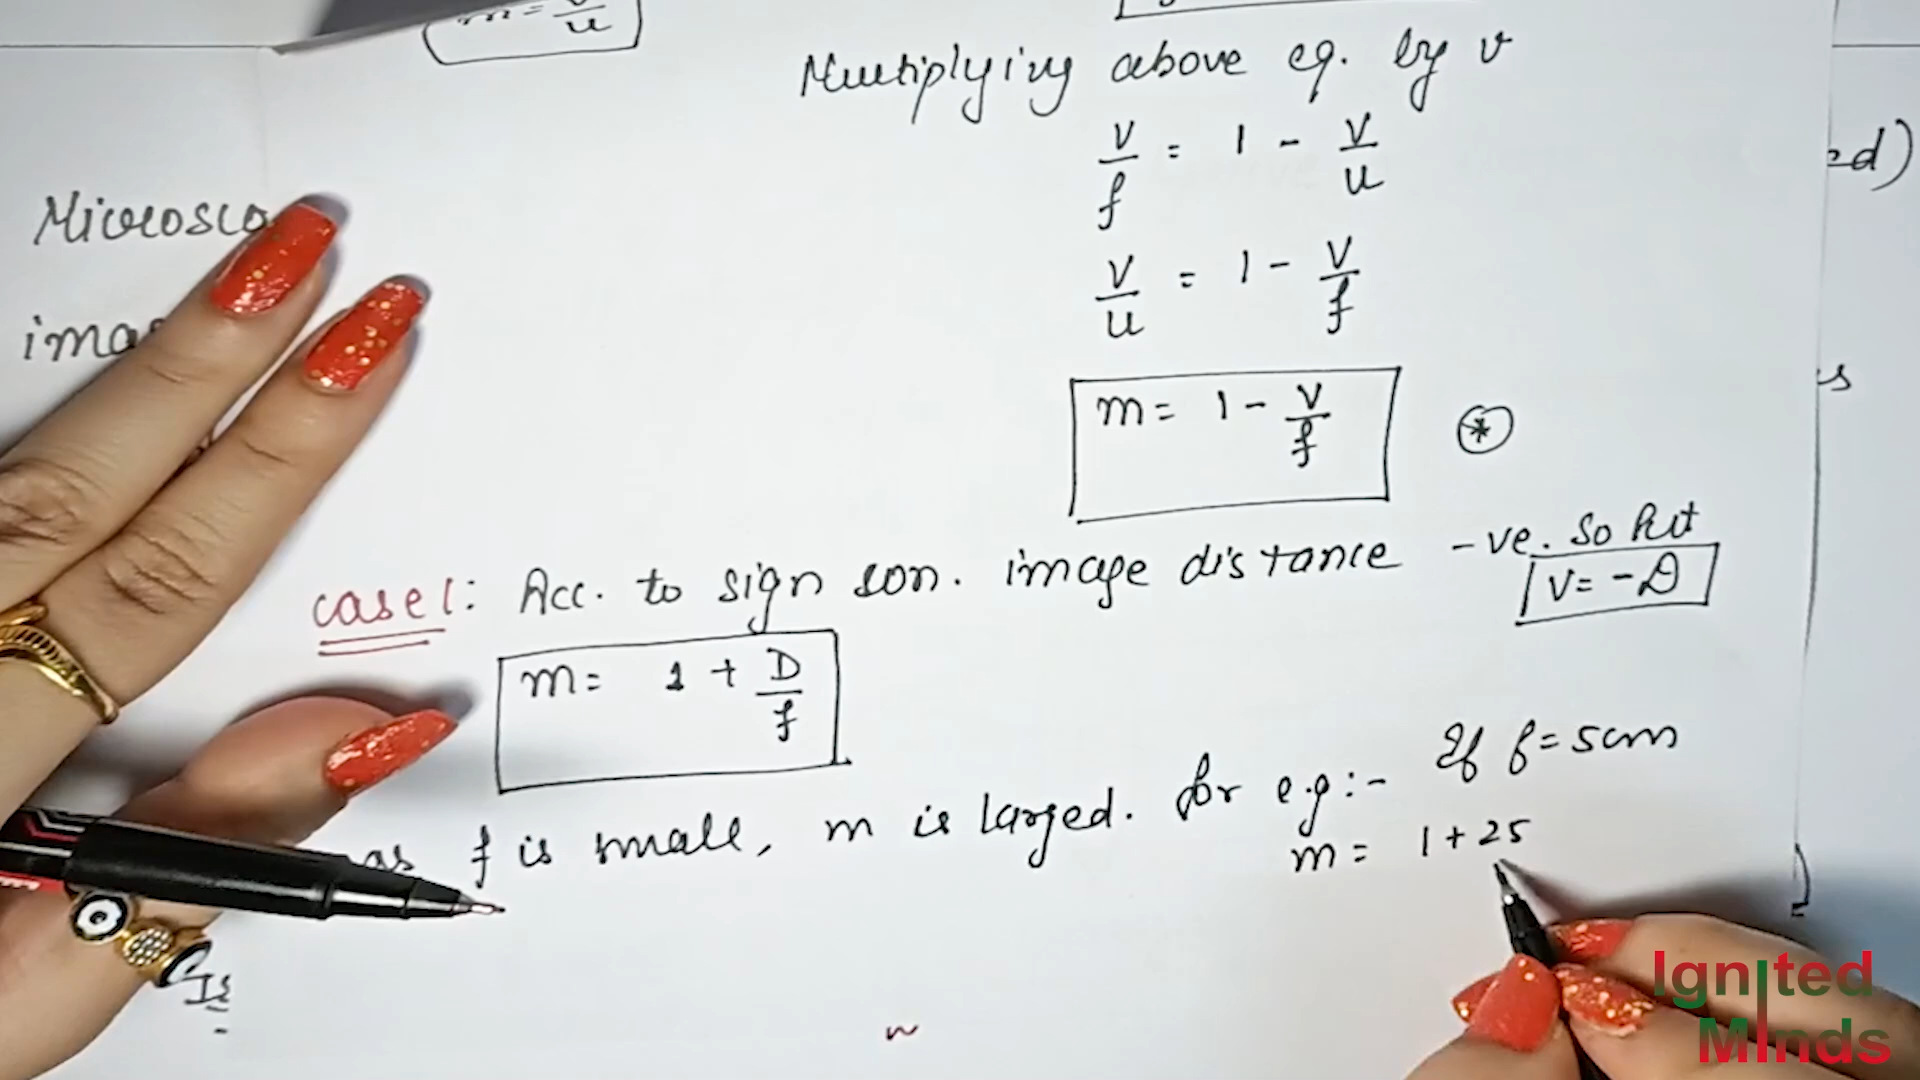 m = v/u
Multiplying above eq. by v
v/f = 1 - v/u
v/u = 1 - v/f
m = 1 - v/f *
Case 1: Acc. to sign con. image distance -ve. So Put
v = -D
m = 1 + D/f
as f is small, m is larged. for e.g:- If f = 5cm
m = 1 + 25
ed)
Ignited
Minds